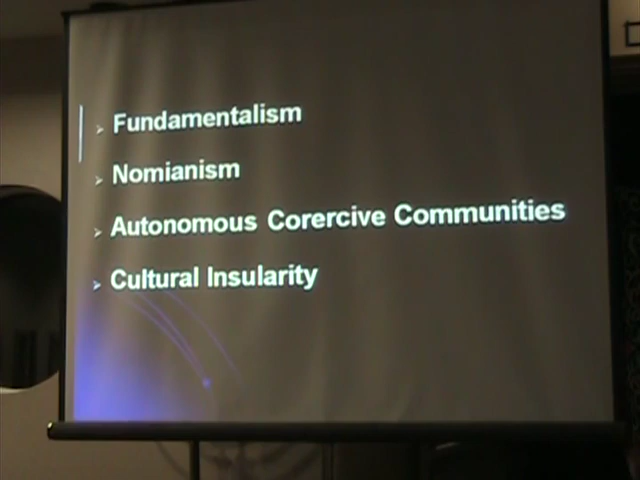 Fundamentalism
Nomianism
Autonomous Corercive Communities
Cultural Insularity